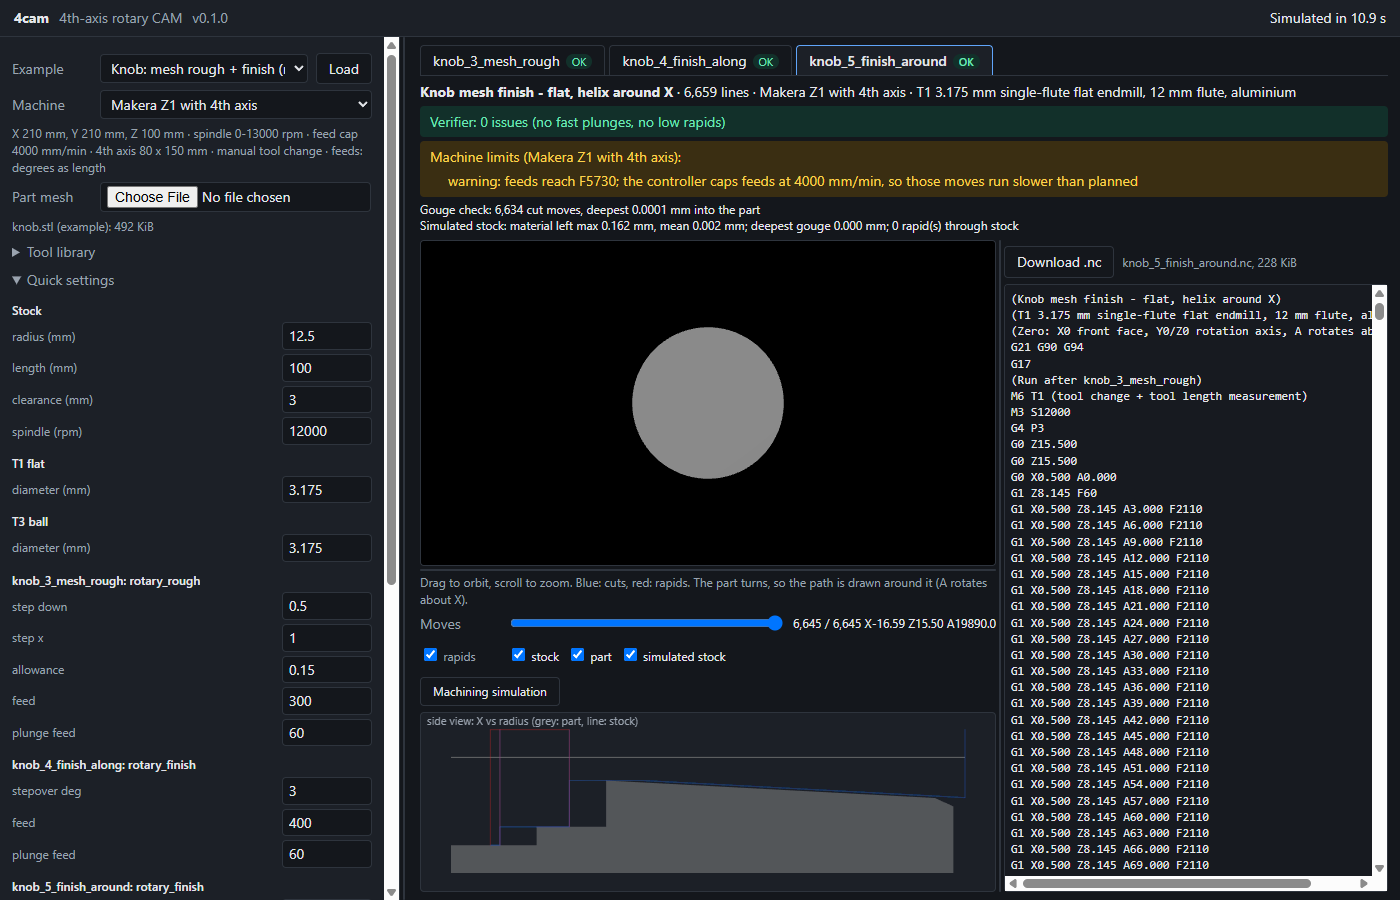 4cam 4th-axis rotary CAM v0.1.0
Simulated in 10.9 s
Example
Knob: mesh rough + finish (
Load
Machine
Makera Z1 with 4th axis
X 210 mm, Y 210 mm, Z 100 mm · spindle 0-13000 rpm · feed cap
4000 mm/min · 4th axis 80 x 150 mm · manual tool change · feeds:
degrees as length
Part mesh
Choose File No file chosen
knob.stl (example): 492 KiB
Tool library
Quick settings
Stock
radius (mm) 12.5
length (mm) 100
clearance (mm) 3
spindle (rpm) 12000
T1 flat
diameter (mm) 3.175
T3 ball
diameter (mm) 3.175
knob_3_mesh_rough: rotary_rough
step down 0.5
step x 1
allowance 0.15
feed 300
plunge feed 60
knob_4_finish_along: rotary_finish
stepover deg 3
feed 400
plunge feed 60
knob_5_finish_around: rotary_finish
knob_3_mesh_rough OK
knob_4_finish_along OK
knob_5_finish_around OK
Knob mesh finish - flat, helix around X · 6,659 lines · Makera Z1 with 4th axis · T1 3.175 mm single-flute flat endmill, 12 mm flute, aluminium
Verifier: 0 issues (no fast plunges, no low rapids)
Machine limits (Makera Z1 with 4th axis):
warning: feeds reach F5730; the controller caps feeds at 4000 mm/min, so those moves run slower than planned
Gouge check: 6,634 cut moves, deepest 0.0001 mm into the part
Simulated stock: material left max 0.162 mm, mean 0.002 mm; deepest gouge 0.000 mm; 0 rapid(s) through stock
Drag to orbit, scroll to zoom. Blue: cuts, red: rapids. The part turns, so the path is drawn around it (A rotates
about X).
Moves
6,645 / 6,645 X-16.59 Z15.50 A19890.0
rapids
stock
part
simulated stock
Machining simulation
side view: X vs radius (grey: part, line: stock)
Download .nc
knob_5_finish_around.nc, 228 KiB
(Knob mesh finish - flat, helix around X)
(T1 3.175 mm single-flute flat endmill, 12 mm flute, al
(Zero: X0 front face, Y0/Z0 rotation axis, A rotates ab
G21 G90 G94
G17
(Run after knob_3_mesh_rough)
M6 T1 (tool change + tool length measurement)
M3 S12000
G4 P3
G0 Z15.500
G0 Z15.500
G0 X0.500 A0.000
G1 Z8.145 F60
G1 X0.500 Z8.145 A3.000 F2110
G1 X0.500 Z8.145 A6.000 F2110
G1 X0.500 Z8.145 A9.000 F2110
G1 X0.500 Z8.145 A12.000 F2110
G1 X0.500 Z8.145 A15.000 F2110
G1 X0.500 Z8.145 A18.000 F2110
G1 X0.500 Z8.145 A21.000 F2110
G1 X0.500 Z8.145 A24.000 F2110
G1 X0.500 Z8.145 A27.000 F2110
G1 X0.500 Z8.145 A30.000 F2110
G1 X0.500 Z8.145 A33.000 F2110
G1 X0.500 Z8.145 A36.000 F2110
G1 X0.500 Z8.145 A39.000 F2110
G1 X0.500 Z8.145 A42.000 F2110
G1 X0.500 Z8.145 A45.000 F2110
G1 X0.500 Z8.145 A48.000 F2110
G1 X0.500 Z8.145 A51.000 F2110
G1 X0.500 Z8.145 A54.000 F2110
G1 X0.500 Z8.145 A57.000 F2110
G1 X0.500 Z8.145 A60.000 F2110
G1 X0.500 Z8.145 A63.000 F2110
G1 X0.500 Z8.145 A66.000 F2110
G1 X0.500 Z8.145 A69.000 F2110